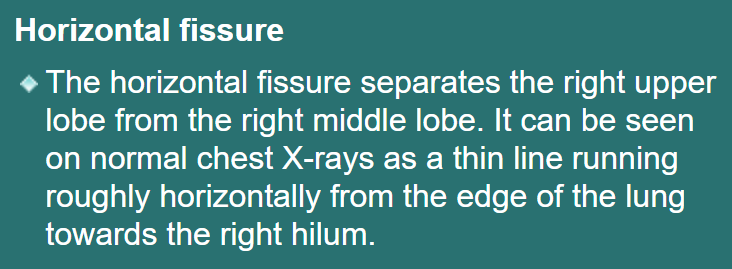 Horizontal fissure
The horizontal fissure separates the right upper
lobe from the right middle lobe. It can be seen
on normal chest X-rays as a thin line running
roughly horizontally from the edge of the lung
towards the right hilum.